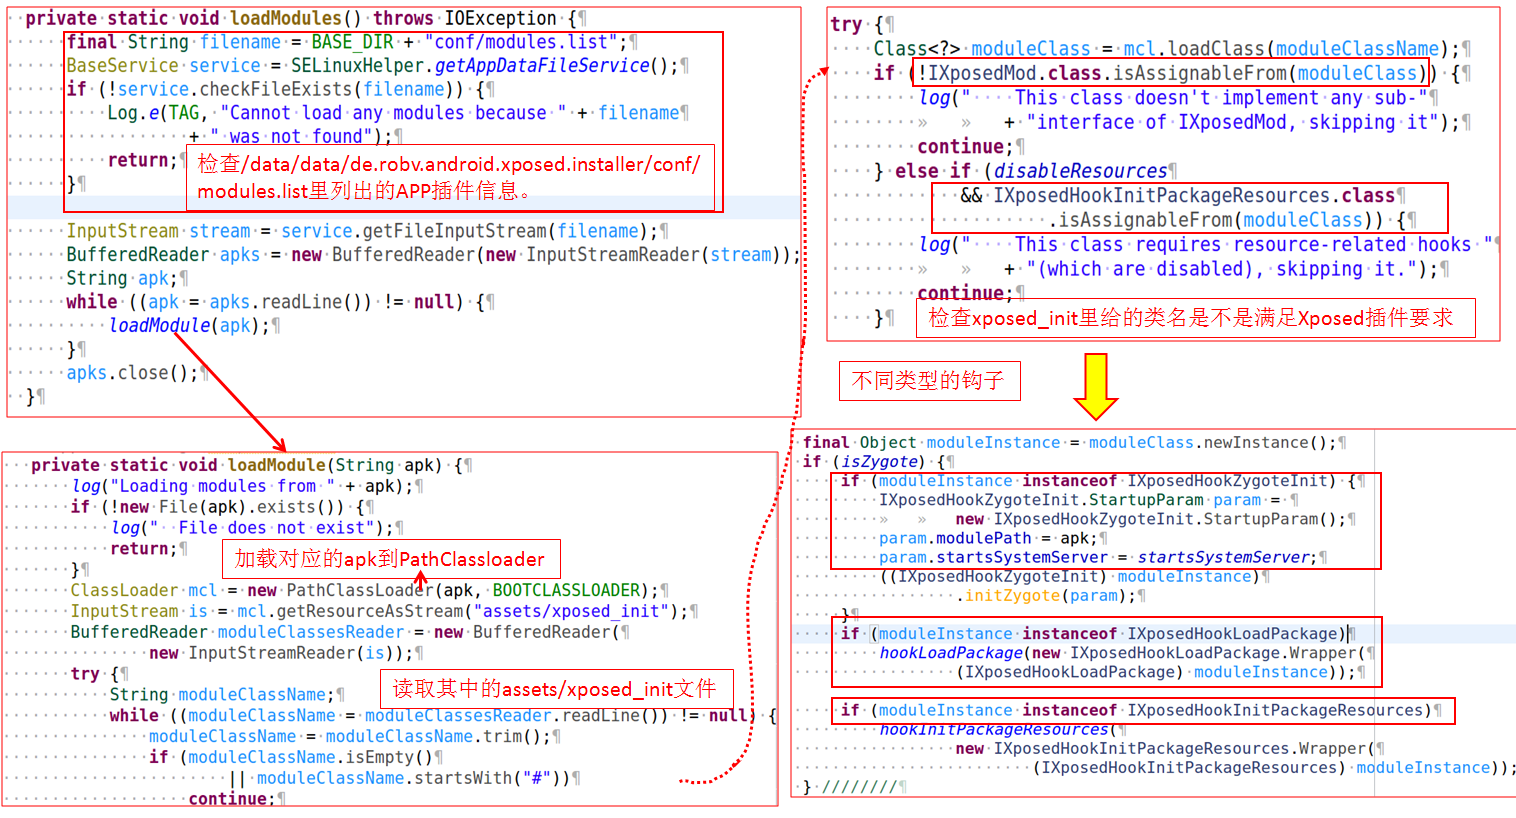 private static void loadModules() throws IOException {¶
final String filename = BASE_DIR + "conf/modules.list";¶
BaseService service = SELinuxHelper.getAppDataFileService();¶
if (!service.checkFileExists(filename)) {¶
Log.e(TAG, "Cannot load any modules because " + filename¶
+ " was not found");¶
return;¶
}¶
检查/data/data/de.robv.android.xposed.installer/conf/
modules.list里列出的APP插件信息。
InputStream stream = service.getFileInputStream(filename);¶
BufferedReader apks = new BufferedReader(new InputStreamReader(stream));
String apk;¶
while ((apk = apks.readLine()) != null) {¶
loadModule(apk);¶
}¶
apks.close();¶
}¶
private static void loadModule(String apk) {¶
log("Loading modules from " + apk);¶
if (!new File(apk).exists()) {¶
log("  File does not exist");¶
return;¶
}¶
加载对应的apk到PathClassloader
ClassLoader mcl = new PathClassLoader(apk, BOOTCLASSLOADER);¶
InputStream is = mcl.getResourceAsStream("assets/xposed_init");¶
BufferedReader moduleClassesReader = new BufferedReader(¶
new InputStreamReader(is));¶
try {¶
读取其中的assets/xposed_init文件
String moduleClassName;¶
while ((moduleClassName = moduleClassesReader.readLine()) != null) {
moduleClassName = moduleClassName.trim();¶
if (moduleClassName.isEmpty()¶
|| moduleClassName.startsWith("#"))¶
continue;¶
try {¶
Class<?> moduleClass = mcl.loadClass(moduleClassName);¶
if (!IXposedMod.class.isAssignableFrom(moduleClass)) {¶
log("    This class doesn't implement any sub-"¶
» » + "interface of IXposedMod, skipping it");¶
continue;¶
} else if (disableResources¶
&& IXposedHookInitPackageResources.class¶
.isAssignableFrom(moduleClass)) {¶
log("    This class requires resource-related hooks "¶
» » + "(which are disabled), skipping it.");¶
continue;¶
}¶
检查xposed_init里给的类名是不是满足Xposed插件要求
不同类型的钩子
final Object moduleInstance = moduleClass.newInstance();¶
if (isZygote) {¶
if (moduleInstance instanceof IXposedHookZygoteInit) {¶
IXposedHookZygoteInit.StartupParam param = ¶
» » new IXposedHookZygoteInit.StartupParam();¶
param.modulePath = apk;¶
param.startsSystemServer = startsSystemServer;¶
((IXposedHookZygoteInit) moduleInstance)¶
.initZygote(param);¶
}¶
if (moduleInstance instanceof IXposedHookLoadPackage)¶
hookLoadPackage(new IXposedHookLoadPackage.Wrapper(¶
(IXposedHookLoadPackage) moduleInstance));¶
if (moduleInstance instanceof IXposedHookInitPackageResources)¶
hookInitPackageResources(¶
new IXposedHookInitPackageResources.Wrapper(¶
(IXposedHookInitPackageResources) moduleInstance));
} ////////¶